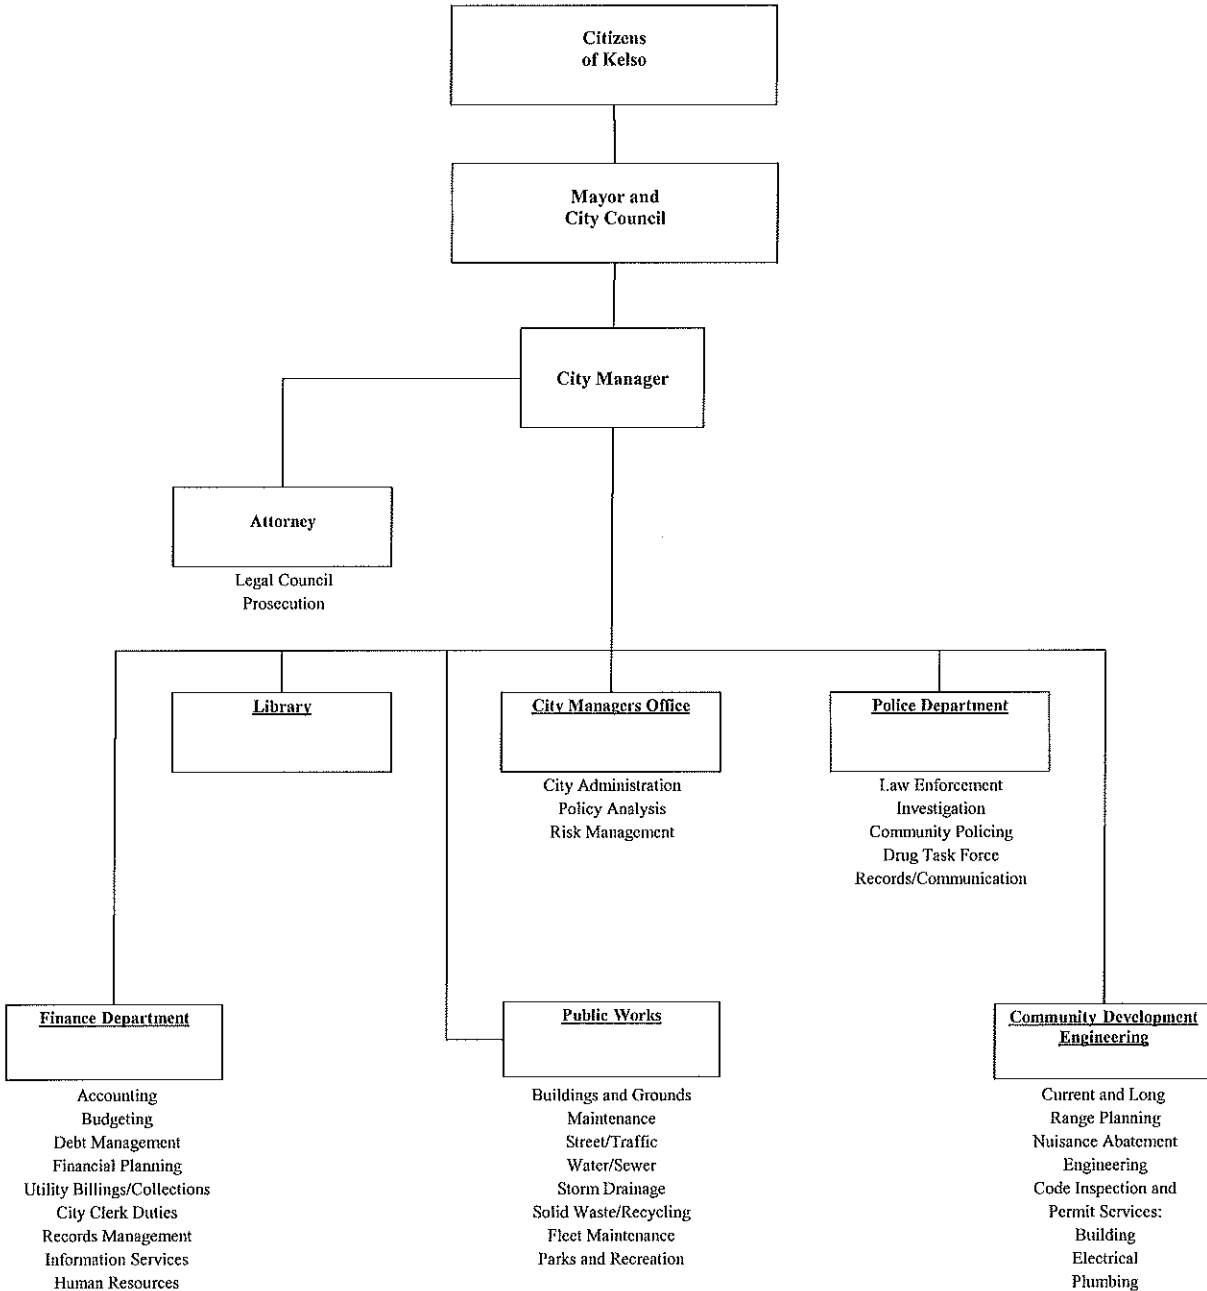 Citizens
of Kelso
Mayor and
City Council
City Manager
Attorney
Legal Council
Prosecution
Library
City Managers Office
City Administration
Policy Analysis
Risk Management
Police Department
Law Enforcement
Investigation
Community Policing
Drug Task Force
Records/Communication
Finance Department
Accounting
Budgeting
Debt Management
Financial Planning
Utility Billings/Collections
City Clerk Duties
Records Management
Information Services
Human Resources
Public Works
Buildings and Grounds
Maintenance
Street/Traffic
Water/Sewer
Storm Drainage
Solid Waste/Recycling
Fleet Maintenance
Parks and Recreation
Community Development
Engineering
Current and Long
Range Planning
Nuisance Abatement
Engineering
Code Inspection and
Permit Services:
Building
Electrical
Plumbing